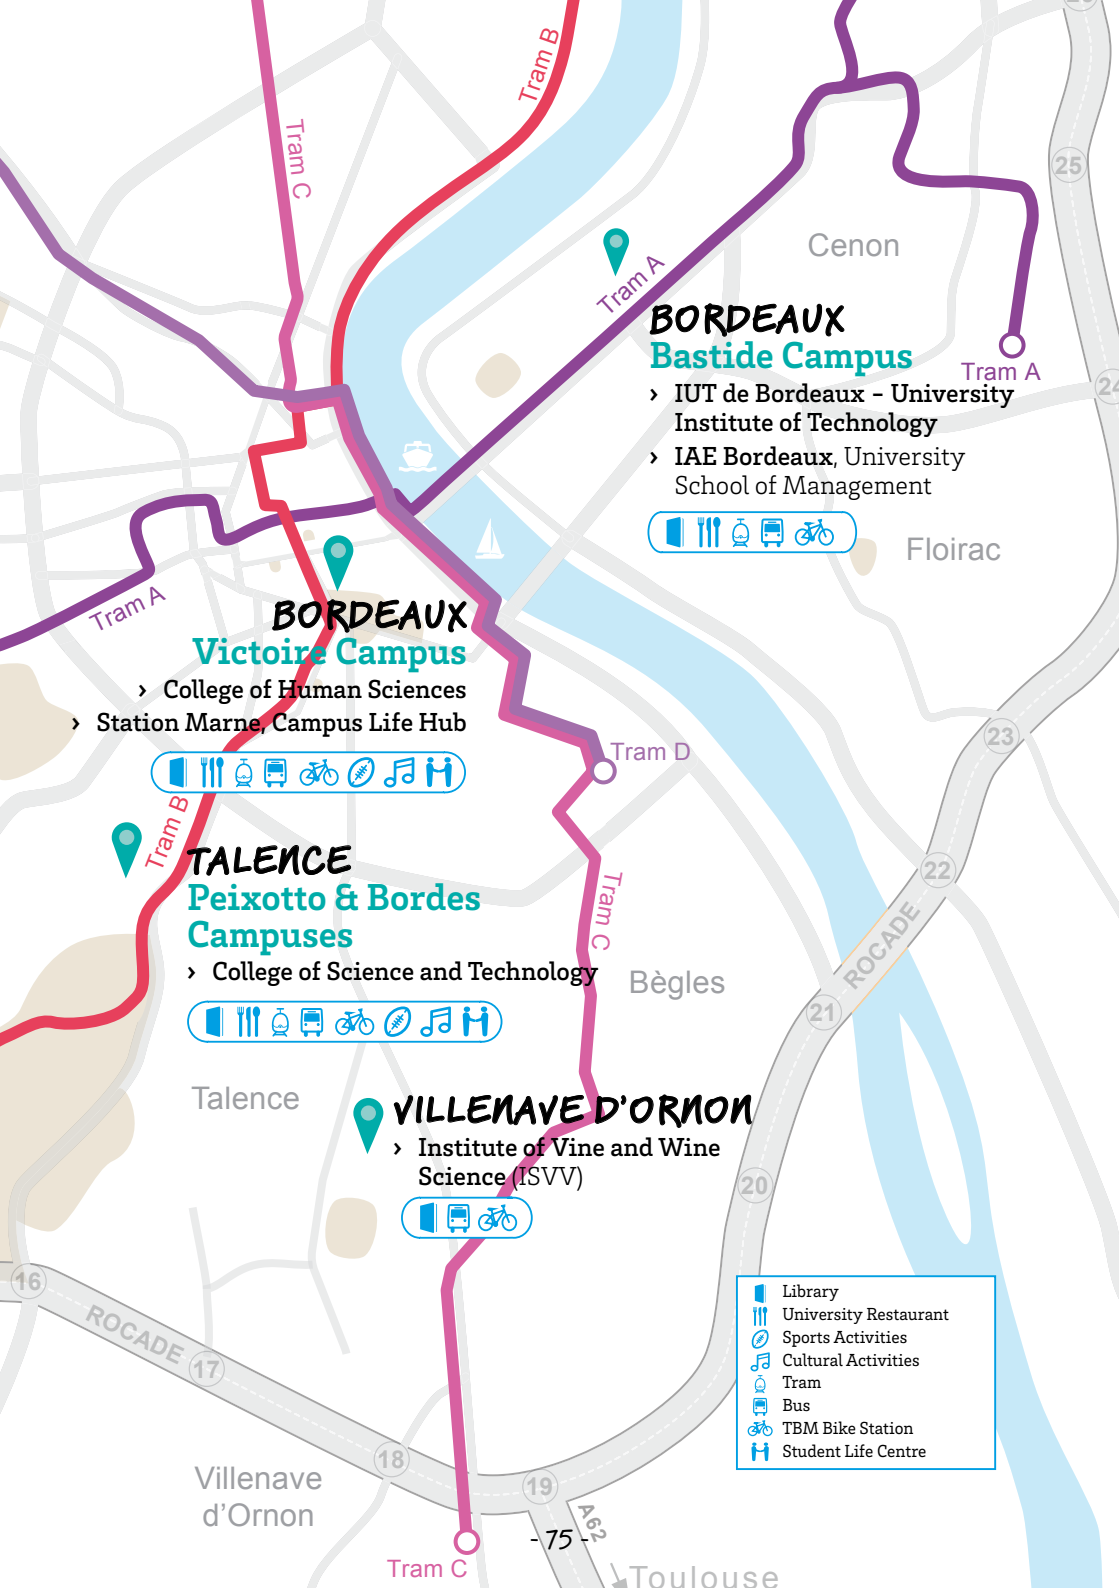 Tram B
Tram C
25
Cenon
Tram A
BORDEAUX
Bastide Campus
Tram A
› IUT de Bordeaux – University
Institute of Technology
› IAE Bordeaux, University
School of Management
24
Floirac
Tram A
BORDEAUX
Victoire Campus
› College of Human Sciences
› Station Marne, Campus Life Hub
23
Tram D
Tram B
TALENCE
Peixotto & Bordes
Campuses
› College of Science and Technology
22
Tram C
ROCADE
Bègles
21
Talence
VILLENAVE D'ORNON
› Institute of Vine and Wine
Science (ISVV)
20
16
ROCADE
17
Library
University Restaurant
Sports Activities
Cultural Activities
Tram
Bus
TBM Bike Station
Student Life Centre
18
Villenave
d'Ornon
19
A62
- 75 -
Tram C
Toulouse